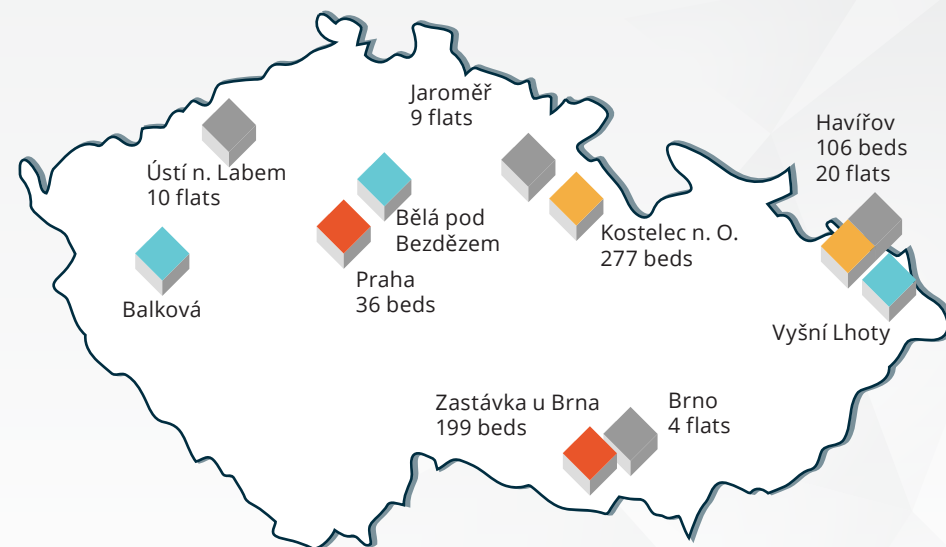 Jaroměř
9 flats
Havířov
106 beds
20 flats
Ústí n. Labem
10 flats
Bělá pod
Bezdězem
Kostelec n. O.
277 beds
Praha
36 beds
Balková
Vyšní Lhoty
Zastávka u Brna
199 beds
Brno
4 flats